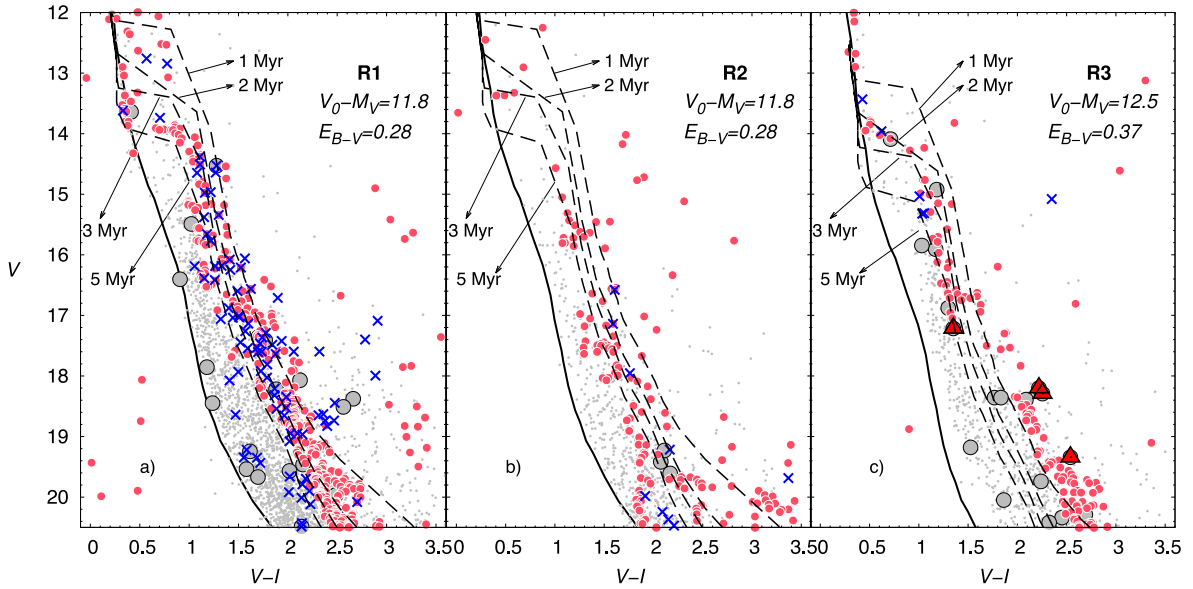 12
13
14
15
16
17
18
19
20
V
0
0.5
1
1.5
2
2.5
3
3.5
V−I
1 Myr
2 Myr
R1
V0−MV=11.8
EB−V=0.28
3 Myr
5 Myr
a)
0.5
1
1.5
2
2.5
3
3.5
V−I
1 Myr
2 Myr
R2
V0−MV=11.8
EB−V=0.28
3 Myr
5 Myr
b)
0.5
1
1.5
2
2.5
3
3.5
V−I
1 Myr
2 Myr
R3
V0−MV=12.5
EB−V=0.37
3 Myr
5 Myr
c)